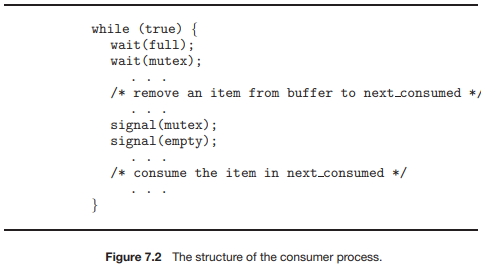 while (true) {
wait(full);
wait(mutex);
. . .
/* remove an item from buffer to next_consumed */
. . .
signal(mutex);
signal(empty);
. . .
/* consume the item in next_consumed */
. . .
}
Figure 7.2 The structure of the consumer process.